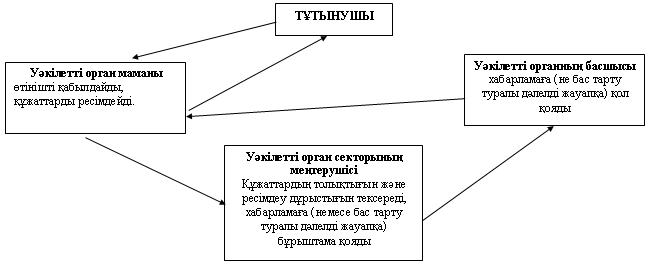 ТҰТЫНУШЫ
Уәкілетті орган маманы
өтінішті қабылдайды,
құжаттарды ресімдейді.
Уәкілетті органның басшысы
хабарламаға (не бас тарту
туралы дәлелді жауапқа) қол
қояды
Уәкілетті орган секторының
меңгерушісі
Құжаттардың толықтығын және
ресімдеу дұрыстығын тексереді,
хабарламаға (немесе бас тарту
туралы дәлелді жауапқа)
бұрыштама қояды